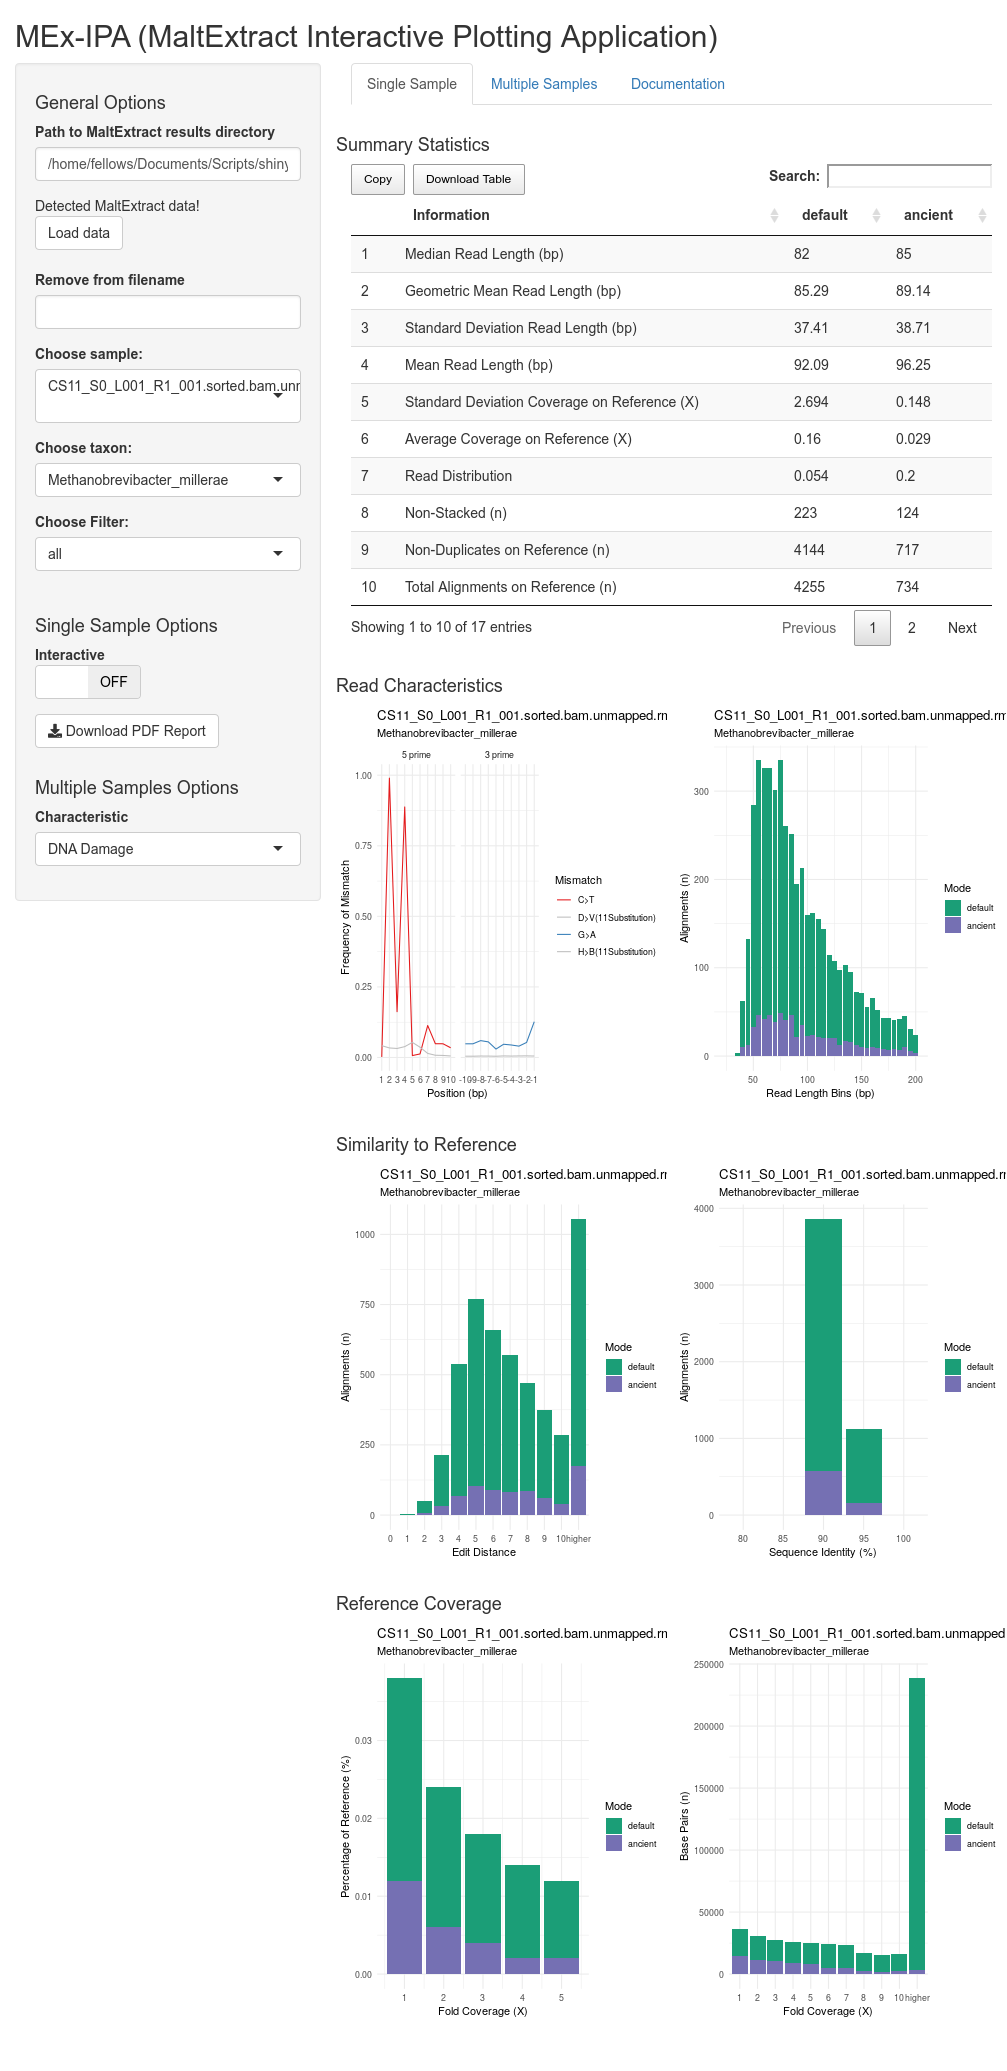 MEx-IPA (MaltExtract Interactive Plotting Application)
General Options
Path to MaltExtract results directory
/home/fellows/Documents/Scripts/shiny
Detected MaltExtract data!
Load data
Remove from filename
Choose sample:
CS11_S0_L001_R1_001.sorted.bam.unr
Choose taxon:
Methanobrevibacter_millerae
Choose Filter:
all
Single Sample Options
Interactive
OFF
Download PDF Report
Multiple Samples Options
Characteristic
DNA Damage
Single Sample Multiple Samples Documentation
Summary Statistics
Copy Download Table Search:
Information default ancient
1 Median Read Length (bp) 82 85
2 Geometric Mean Read Length (bp) 85.29 89.14
3 Standard Deviation Read Length (bp) 37.41 38.71
4 Mean Read Length (bp) 92.09 96.25
5 Standard Deviation Coverage on Reference (X) 2.694 0.148
6 Average Coverage on Reference (X) 0.16 0.029
7 Read Distribution 0.054 0.2
8 Non-Stacked (n) 223 124
9 Non-Duplicates on Reference (n) 4144 717
10 Total Alignments on Reference (n) 4255 734
Showing 1 to 10 of 17 entries Previous 1 2 Next
Read Characteristics
CS11_S0_L001_R1_001.sorted.bam.unmapped.rn
Methanobrevibacter_millerae
5 prime 3 prime
1.00
0.75
0.50
0.25
0.00
Frequency of Mismatch
1 2 3 4 5 6 7 8 9 10 -10-9-8-7-6-5-4-3-2-1
Position (bp)
Mismatch
C>T
D>V(11Substitution)
G>A
H>B(11Substitution)
CS11_S0_L001_R1_001.sorted.bam.unmapped.rm
Methanobrevibacter_millerae
300
200
100
0
Alignments (n)
50 100 150 200
Read Length Bins (bp)
Mode
default
ancient
Similarity to Reference
CS11_S0_L001_R1_001.sorted.bam.unmapped.rn
Methanobrevibacter_millerae
1000
750
500
250
0
Alignments (n)
0 1 2 3 4 5 6 7 8 9 10 higher
Edit Distance
Mode
default
ancient
CS11_S0_L001_R1_001.sorted.bam.unmapped.r
Methanobrevibacter_millerae
4000
3000
2000
1000
0
Alignments (n)
80 85 90 95 100
Sequence Identity (%)
Mode
default
ancient
Reference Coverage
CS11_S0_L001_R1_001.sorted.bam.unmapped.rn
Methanobrevibacter_millerae
0.03
0.02
0.01
0.00
Percentage of Reference (%)
1 2 3 4 5
Fold Coverage (X)
Mode
default
ancient
CS11_S0_L001_R1_001.sorted.bam.unmapped
Methanobrevibacter_millerae
250000
200000
150000
100000
50000
0
Base Pairs (n)
1 2 3 4 5 6 7 8 9 10 higher
Fold Coverage (X)
Mode
default
ancient